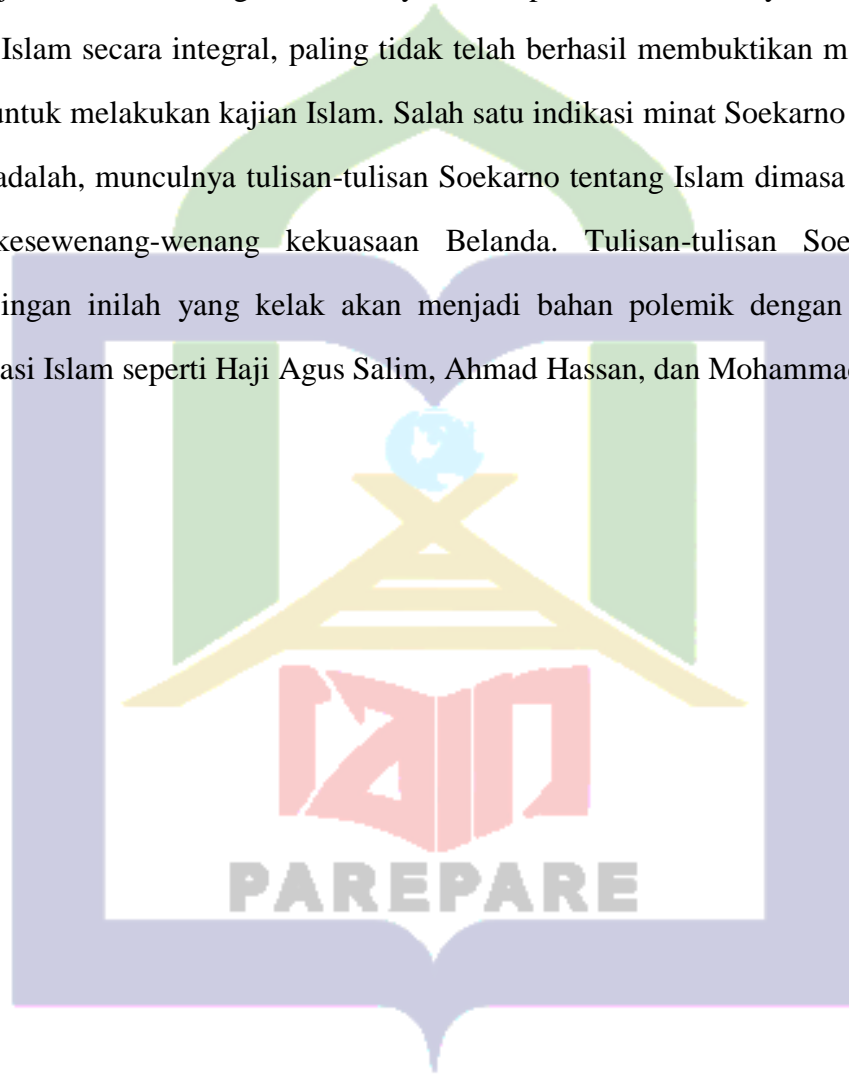 Islam secara integral, paling tidak telah berhasil membuktikan
untuk melakukan kajian Islam. Salah satu indikasi minat Soekarno
adalah, munculnya tulisan-tulisan Soekarno tentang Islam dimasa
kesewenang-wenang kekuasaan Belanda. Tulisan-tulisan Soe
ingan inilah yang kelak akan menjadi bahan polemik dengan
asi Islam seperti Haji Agus Salim, Ahmad Hassan, dan Mohamma
iain
PAREPARE